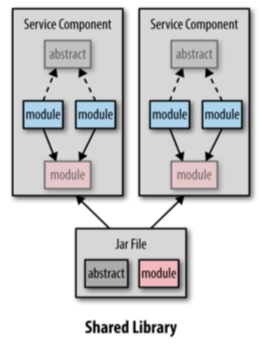 Service Component
Service Component
abstract
abstract
module
module
module
module
module
module
Jar File
abstract
module
Shared Library